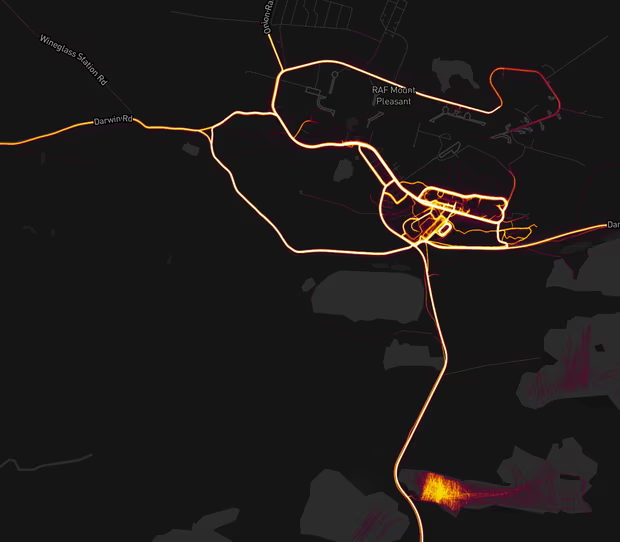 Onion Ra
Wineglass Station Rd
RAF Mount
Pleasant
Darwin Rd
Dar